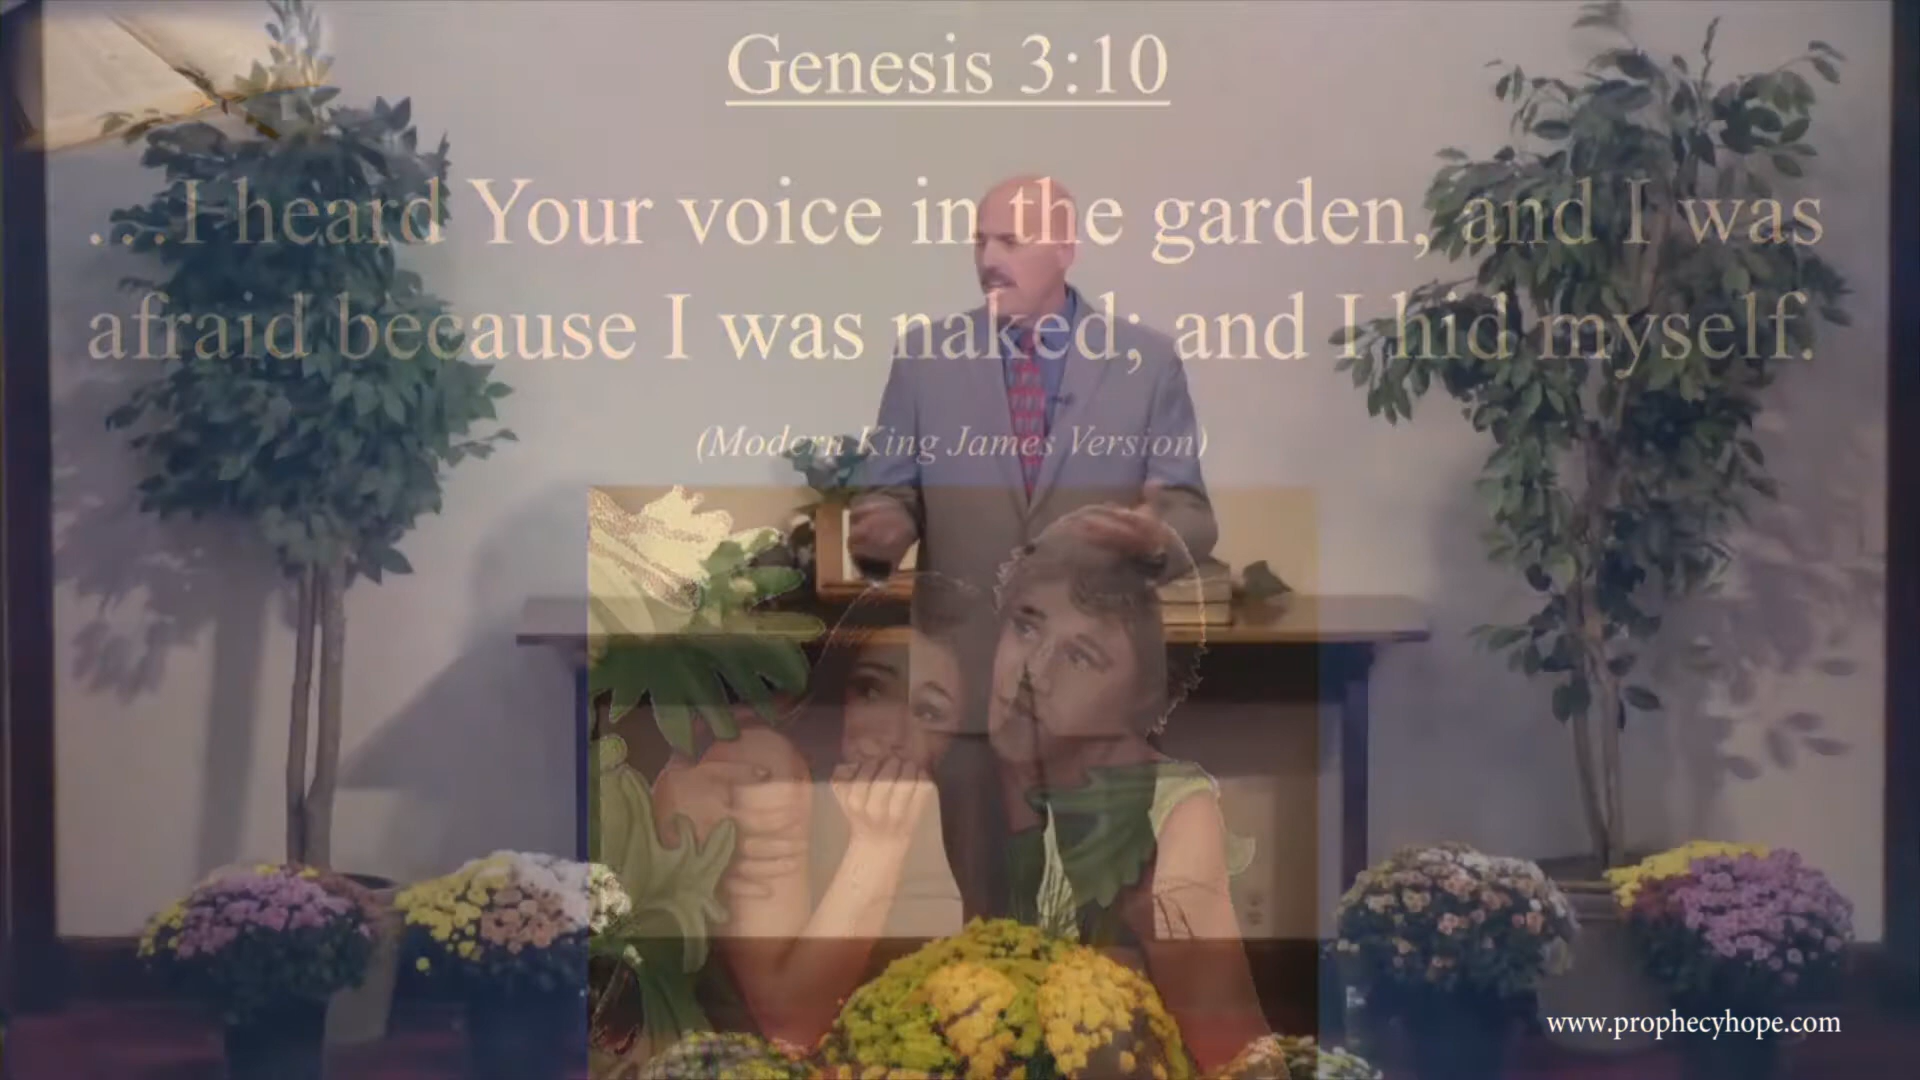 Genesis 3:10
…I heard Your voice in the garden, and I was
afraid because I was naked; and I hid myself.
(Modern King James Version)
www.prophecyhope.com